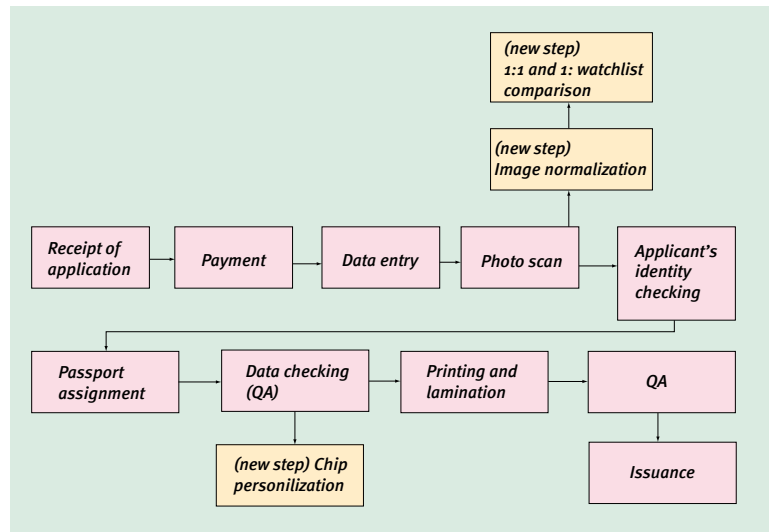 (new step)
1:1 and 1: watchlist
comparison
(new step)
Image normalization
Receipt of
application
Payment
Data entry
Photo scan
Applicant's
identity
checking
Passport
assignment
Data checking
(QA)
Printing and
lamination
QA
(new step) Chip
personilization
Issuance